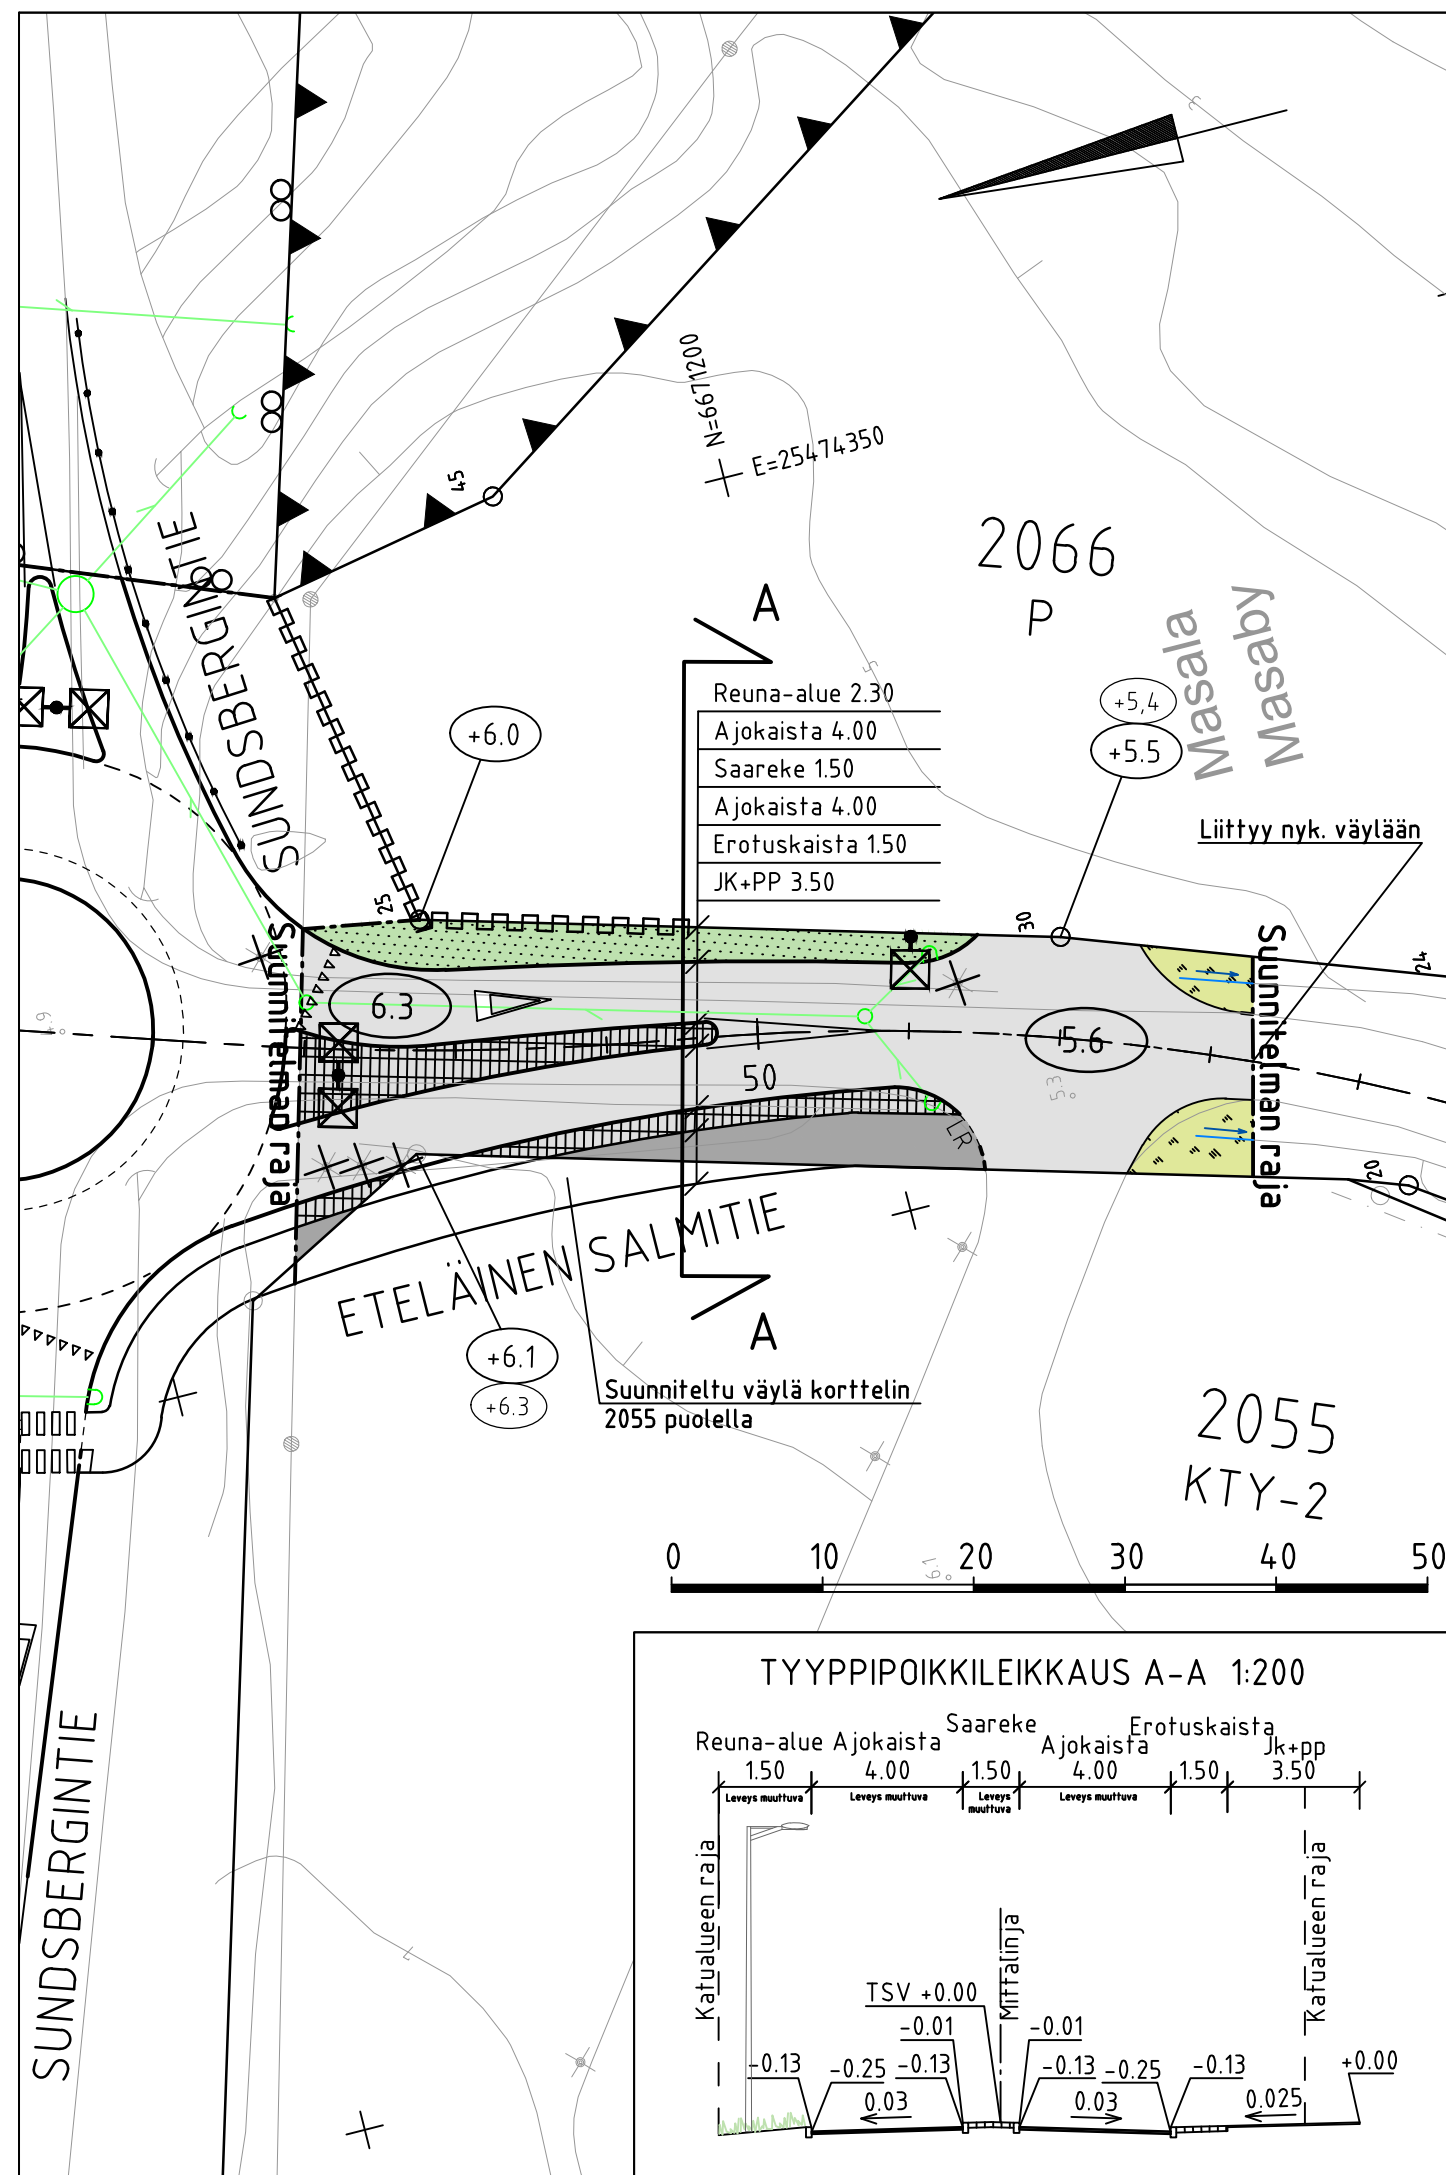 N=6671200
E=25474350
45
SUNDSBERGINTIE
2066
P
Masala
Masaby
A
Reuna-alue 2.30
Ajokaista 4.00
Saareke 1.50
Ajokaista 4.00
Erotuskaista 1.50
JK+PP 3.50
+6.0
+5,4
+5.5
Liittyy nyk. väylään
25
30
24
Suunnitelman raja
Suunnitelman raja
6.3
5.6
50
5.3
LR
20
ETELÄINEN SALMITIE
A
+6.1
+6.3
Suunniteltu väylä korttelin
2055 puolella
2055
KTY-2
0 10 20 30 40 50
6.1
SUNDSBERGINTIE
TYYPPIPOIKKILEIKKAUS A-A 1:200
Reuna-alue Ajokaista Saareke Ajokaista Erotuskaista Jk+pp
1.50 4.00 1.50 4.00 1.50 3.50
Leveys muuttuva Leveys muuttuva Leveys muuttuva Leveys muuttuva
Katualueen raja
Mittalinja
Katualueen raja
TSV +0.00
-0.01 -0.01
-0.13 -0.25 -0.13 -0.13 -0.25 -0.13 +0.00
0.03 0.03 0.025